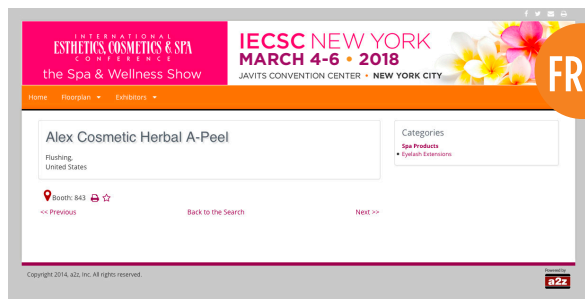 INTERNATIONAL
ESTHETICS, COSMETICS & SPA
CONFERENCE
the Spa & Wellness Show
IECSC NEW YORK
MARCH 4-6 • 2018
JAVITS CONVENTION CENTER • NEW YORK CITY
FR
Home Floorplan Exhibitors
Alex Cosmetic Herbal A-Peel
Flushing,
United States
Categories
Spa Products
Eyelash Extensions
Booth: 843
<< Previous Back to the Search Next >>
Copyright 2014, a2z, Inc. All rights reserved.
Powered by
a2z